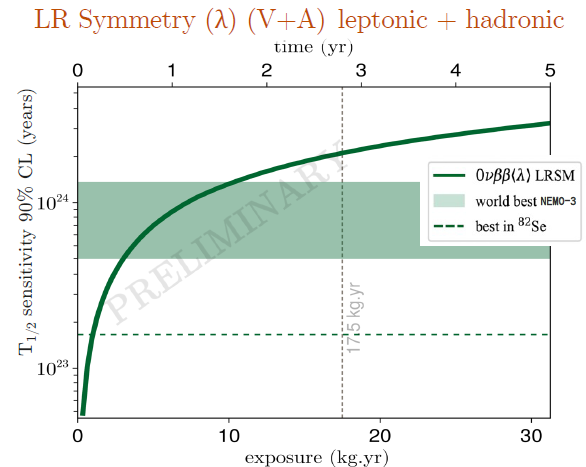 LR Symmetry (λ) (V+A) leptonic + hadronic
time (yr)
0 1 2 3 4 5
T1/2 sensitivity 90% CL (years)
10^24
10^23
PRELIMINARY
17.5 kg.yr
0νββ⟨λ⟩ LRSM
world best NEMO-3
best in ^82Se
0 10 20 30
exposure (kg.yr)